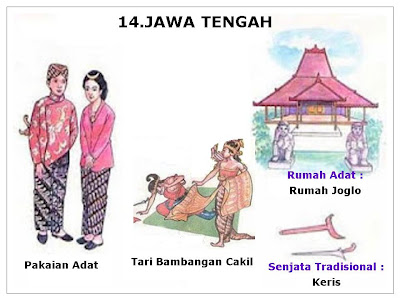 14.JAWA TENGAH
Rumah Adat :
Rumah Joglo
Pakaian Adat
Tari Bambangan Cakil
Senjata Tradisional :
Keris